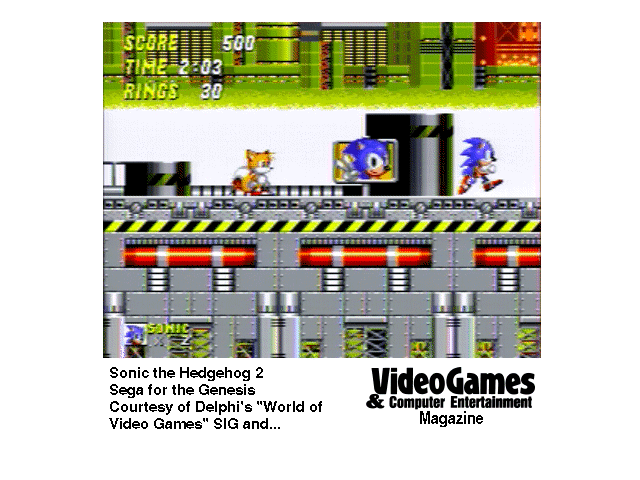 SCORE 500
TIME 2:03
RINGS 30
SONIC
X 2
Sonic the Hedgehog 2
Sega for the Genesis
Courtesy of Delphi's "World of
Video Games" SIG and...
VideoGames
& Computer Entertainment
Magazine